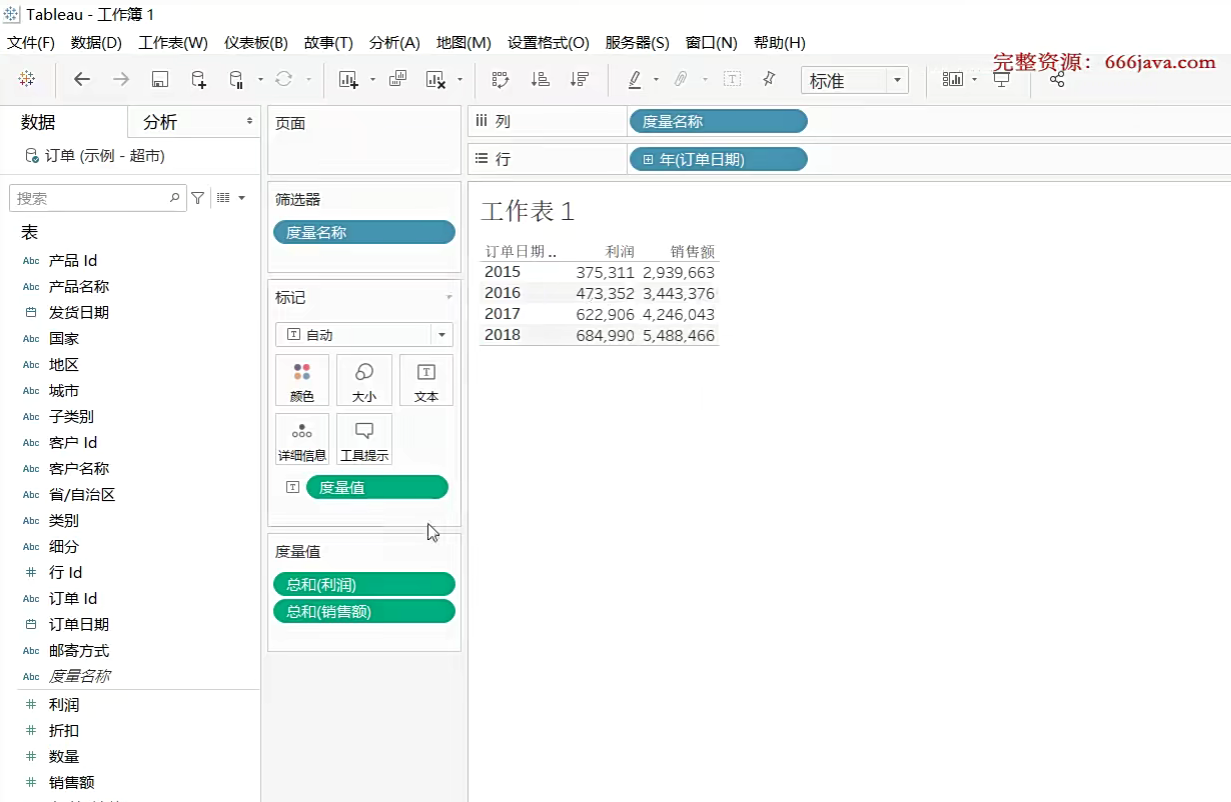 Tableau - 工作簿 1
文件(F) 数据(D) 工作表(W) 仪表板(B) 故事(T) 分析(A) 地图(M) 设置格式(O) 服务器(S) 窗口(N) 帮助(H)
完整资源：666java.com
标准
数据 分析
订单 (示例 - 超市)
搜索
表
Abc 产品 Id
Abc 产品名称
发货日期
Abc 国家
Abc 地区
Abc 城市
Abc 子类别
Abc 客户 Id
Abc 客户名称
Abc 省/自治区
Abc 类别
Abc 细分
# 行 Id
Abc 订单 Id
订单日期
Abc 邮寄方式
Abc 度量名称
# 利润
# 折扣
# 数量
# 销售额
页面
筛选器
度量名称
标记
T 自动
颜色 大小 文本
详细信息 工具提示
T 度量值
度量值
总和(利润)
总和(销售额)
iii 列 度量名称
行 年(订单日期)
工作表 1
订单日期 .. 利润 销售额
2015 375,311 2,939,663
2016 473,352 3,443,376
2017 622,906 4,246,043
2018 684,990 5,488,466